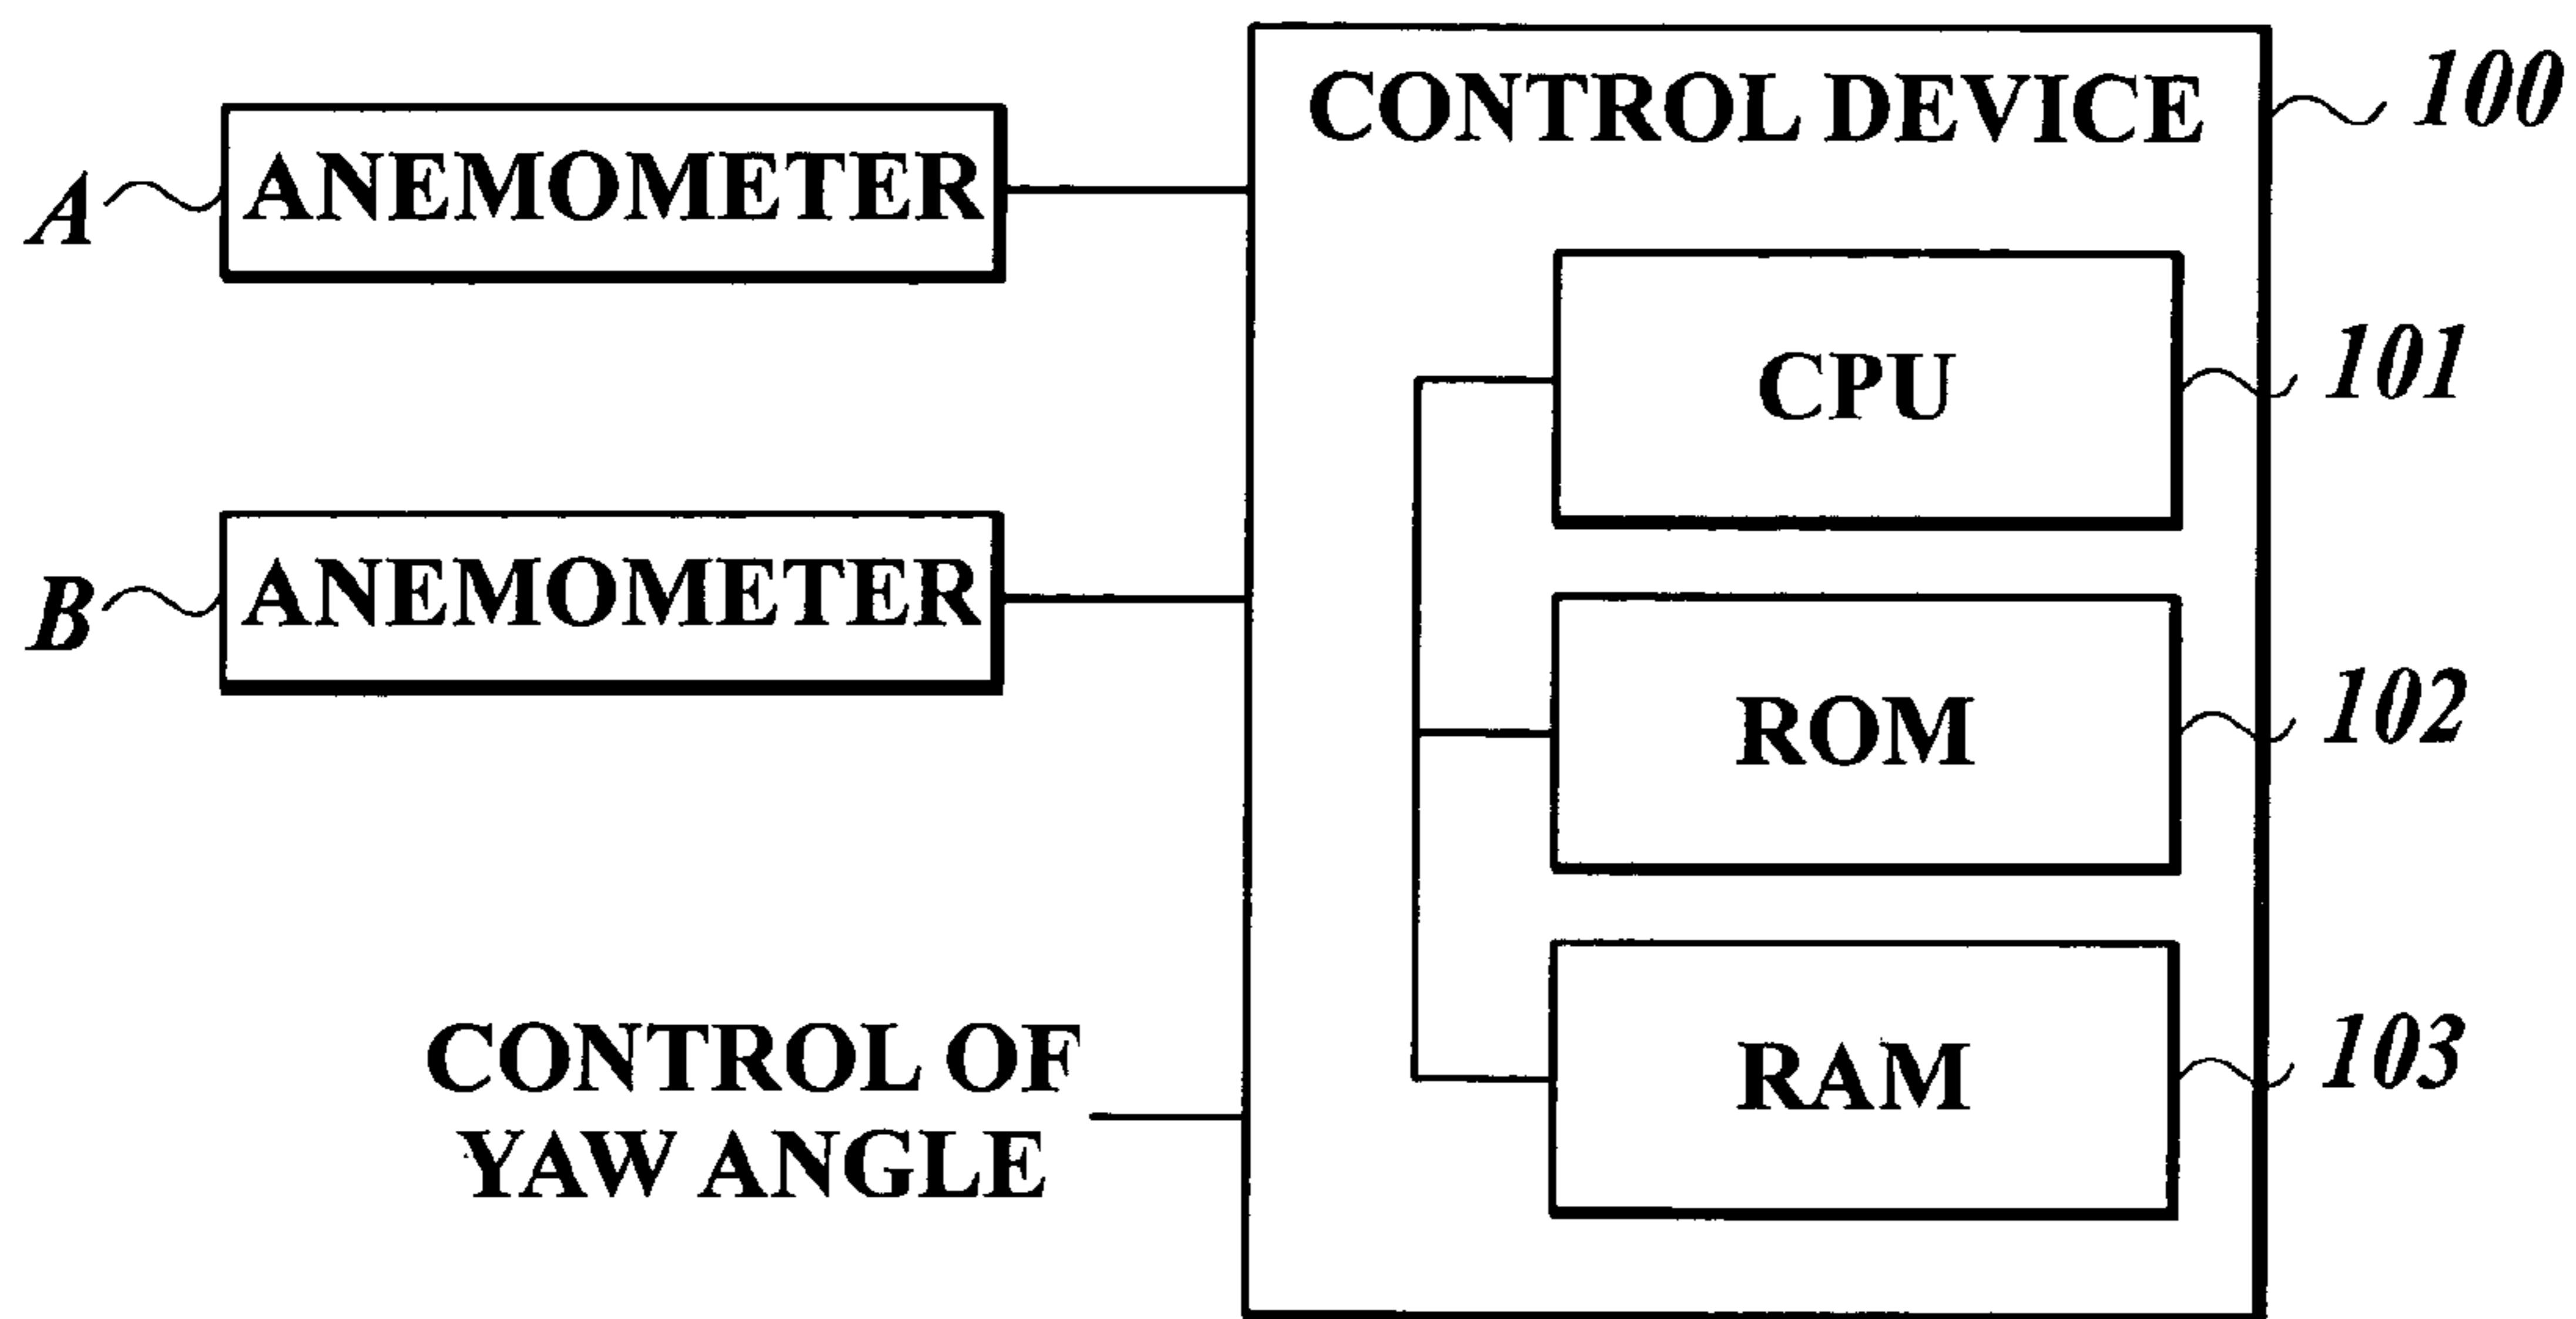 CONTROL DEVICE
100
A
ANEMOMETER
CPU
101
B
ANEMOMETER
ROM
102
CONTROL OF
YAW ANGLE
RAM
103